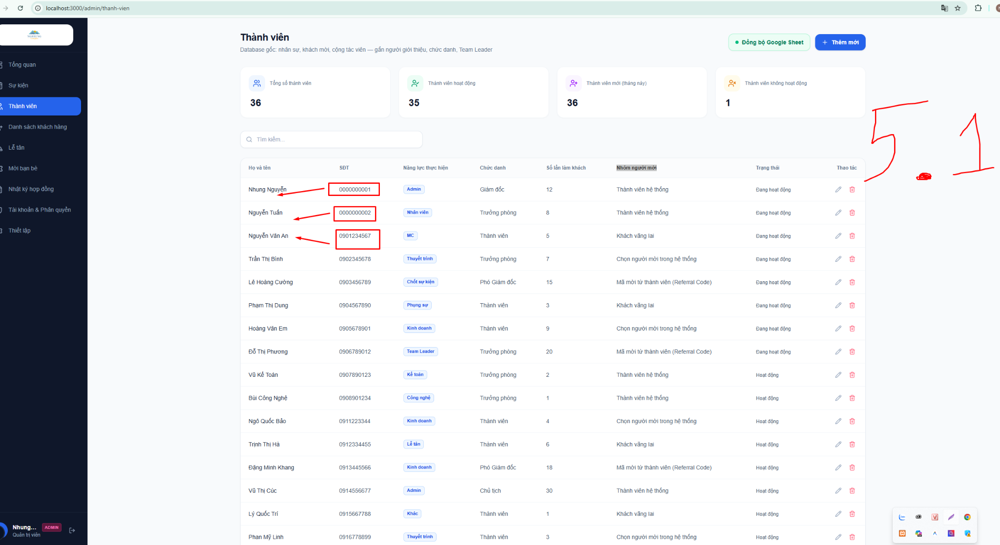 localhost:3000/admin/thanh-vien
Thành viên
Database gốc: nhân sự, khách mời, cộng tác viên — gắn người giới thiệu, chức danh, Team Leader
Đồng bộ Google Sheet
Thêm mới
Tổng quan
Sự kiện
Thành viên
Danh sách khách hàng
Lễ tân
Mời bạn bè
Nhật ký hợp đồng
Tài khoản & Phân quyền
Thiết lập
Tổng số thành viên
36
Thành viên hoạt động
35
Thành viên mới (tháng này)
36
Thành viên không hoạt động
1
5.1
Tìm kiếm...
Họ và tên SĐT Năng lực thực hiện Chức danh Số lần làm khách Nhóm người mời Trạng thái Thao tác
Nhung Nguyễn 0000000001 Admin Giám đốc 12 Thành viên hệ thống Đang hoạt động
Nguyễn Tuấn 0000000002 Nhân viên Trưởng phòng 8 Thành viên hệ thống Đang hoạt động
Nguyễn Văn An 0901234567 MC Thành viên 5 Khách vãng lai Đang hoạt động
Trần Thị Bình 0902345678 Thuyết trình Trưởng phòng 7 Chọn người mời trong hệ thống Đang hoạt động
Lê Hoàng Cường 0903456789 Chốt sự kiện Phó Giám đốc 15 Mã mời từ thành viên (Referral Code) Đang hoạt động
Phạm Thị Dung 0904567890 Phụng sự Thành viên 3 Khách vãng lai Đang hoạt động
Hoàng Văn Em 0905678901 Kinh doanh Thành viên 9 Chọn người mời trong hệ thống Đang hoạt động
Đỗ Thị Phương 0906789012 Team Leader Trưởng phòng 20 Mã mời từ thành viên (Referral Code) Đang hoạt động
Vũ Kế Toán 0907890123 Kế toán Trưởng phòng 2 Thành viên hệ thống Hoạt động
Bùi Công Nghệ 0908901234 Công nghệ Trưởng phòng 1 Thành viên hệ thống Hoạt động
Ngô Quốc Bảo 0911223344 Kinh doanh Thành viên 4 Chọn người mời trong hệ thống Hoạt động
Trịnh Thị Hà 0912334455 Lễ tân Thành viên 6 Khách vãng lai Hoạt động
Đặng Minh Khang 0913445566 Kinh doanh Phó Giám đốc 18 Mã mời từ thành viên (Referral Code) Hoạt động
Vũ Thị Cúc 0914556677 Admin Chủ tịch 30 Thành viên hệ thống Hoạt động
Lý Quốc Trí 0915667788 Khác Thành viên 1 Khách vãng lai Hoạt động
Phan Mỹ Linh 0916778899 Thuyết trình Thành viên 3 Chọn người mời trong hệ thống Hoạt động
Nhung... ADMIN
Quản trị viên